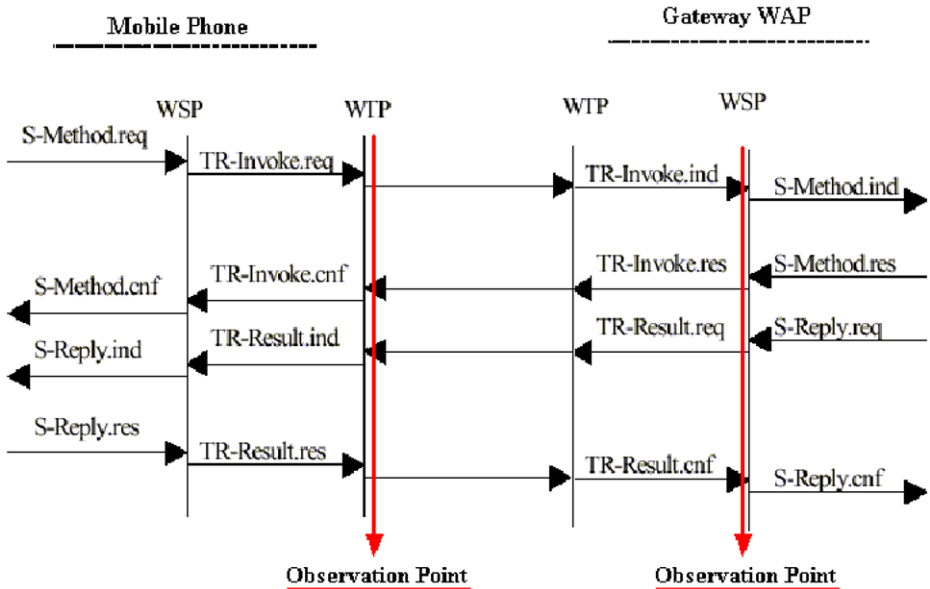 Mobile Phone
Gateway WAP
WSP
WTP
WTP
WSP
S-Method.req
TR-Invoke.req
TR-Invoke.ind
S-Method.ind
TR-Invoke.res
S-Method.res
S-Method.cnf
TR-Invoke.cnf
TR-Result.req
S-Reply.req
S-Reply.ind
TR-Result.ind
S-Reply.res
TR-Result.res
TR-Result.cnf
S-Reply.cnf
Observation Point
Observation Point